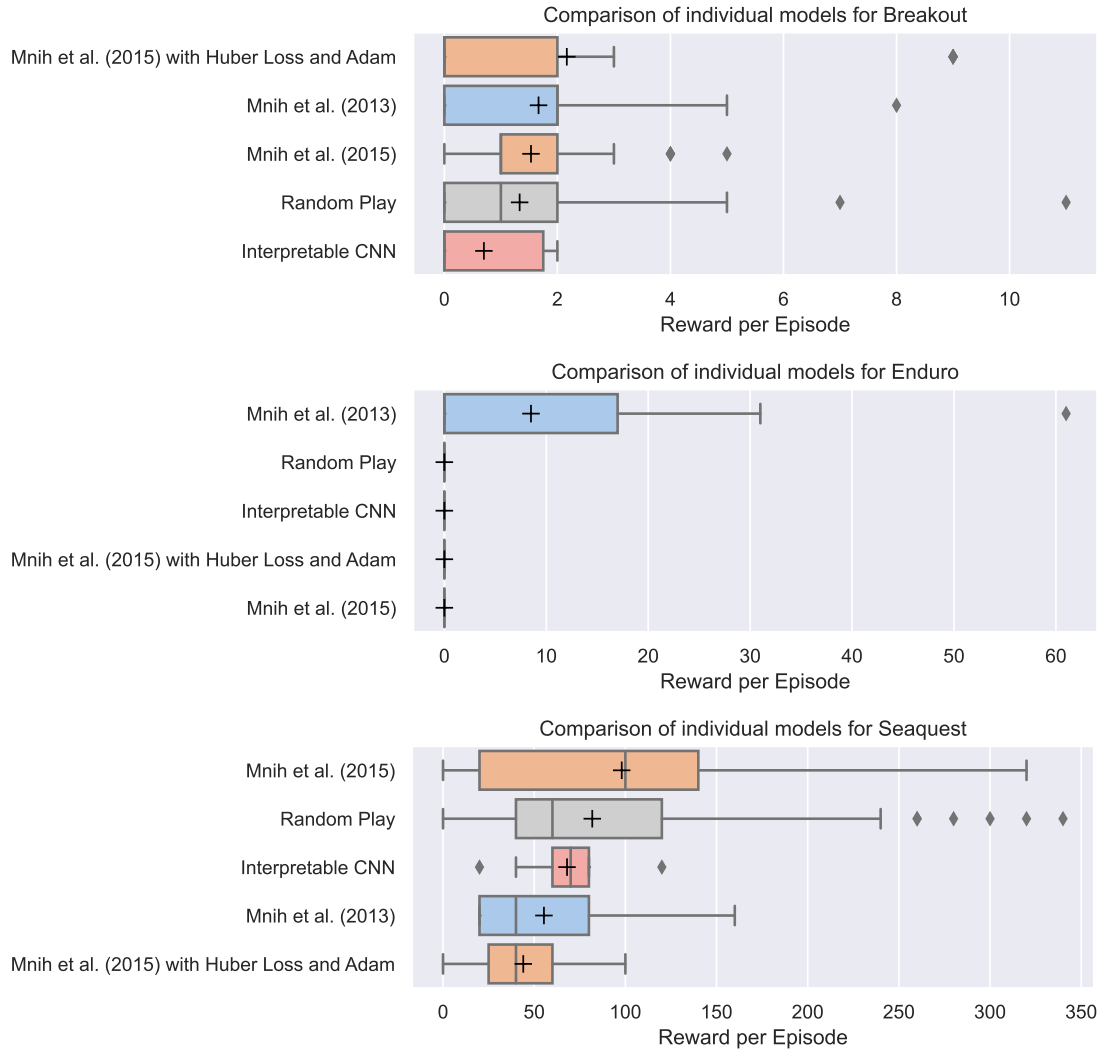 Comparison of individual models for Breakout
Mnih et al. (2015) with Huber Loss and Adam
Mnih et al. (2013)
Mnih et al. (2015)
Random Play
Interpretable CNN
0 2 4 6 8 10
Reward per Episode
Comparison of individual models for Enduro
Mnih et al. (2013)
Random Play
Interpretable CNN
Mnih et al. (2015) with Huber Loss and Adam
Mnih et al. (2015)
0 10 20 30 40 50 60
Reward per Episode
Comparison of individual models for Seaquest
Mnih et al. (2015)
Random Play
Interpretable CNN
Mnih et al. (2013)
Mnih et al. (2015) with Huber Loss and Adam
0 50 100 150 200 250 300 350
Reward per Episode